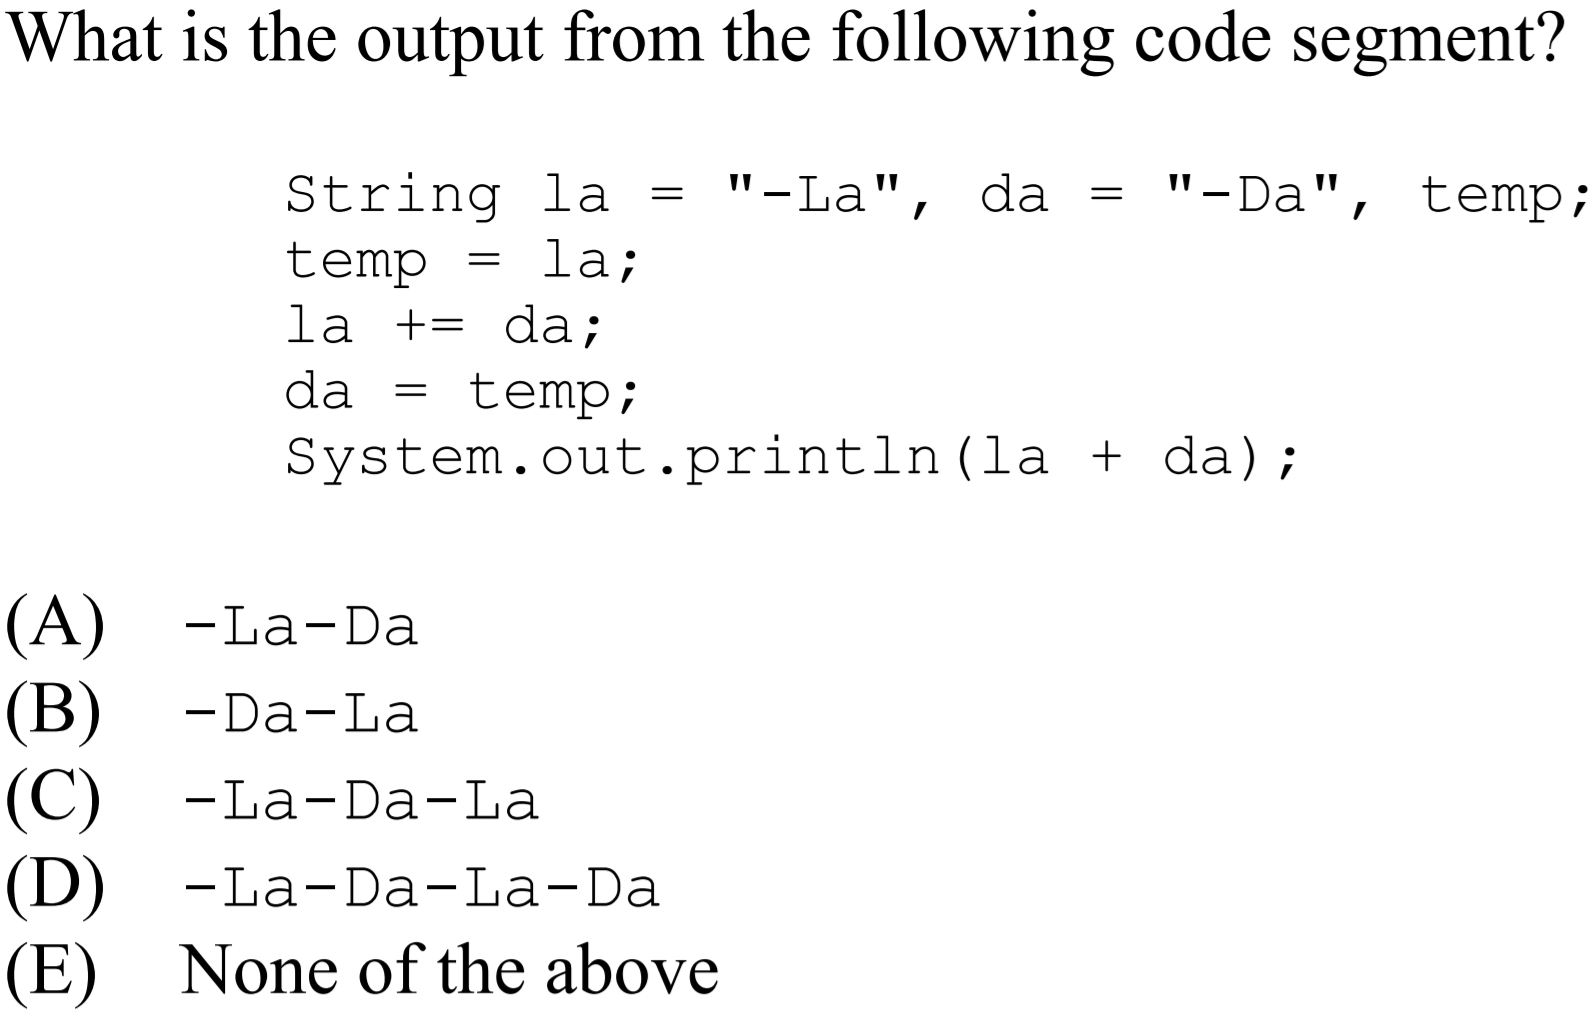 What is the output from the following code segment?
String la = "-La", da = "-Da", temp;
temp = la;
la += da;
da = temp;
System.out.println(la + da);
(A) -La-Da
(B) -Da-La
(C) -La-Da-La
(D) -La-Da-La-Da
(E) None of the above